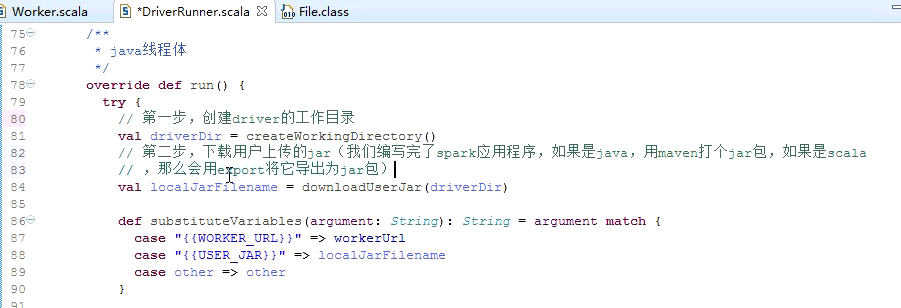 Worker.scala *DriverRunner.scala File.class
75 /**
76 * java线程体
77 */
78 override def run() {
79 try {
80 // 第一步，创建driver的工作目录
81 val driverDir = createWorkingDirectory()
82 // 第二步，下载用户上传的jar（我们编写完了spark应用程序，如果是java，用maven打个jar包，如果是scala
83 // ，那么会用export将它导出为jar包）
84 val localJarFilename = downloadUserJar(driverDir)
85
86 def substituteVariables(argument: String): String = argument match {
87 case "{{WORKER_URL}}" => workerUrl
88 case "{{USER_JAR}}" => localJarFilename
89 case other => other
90 }
91